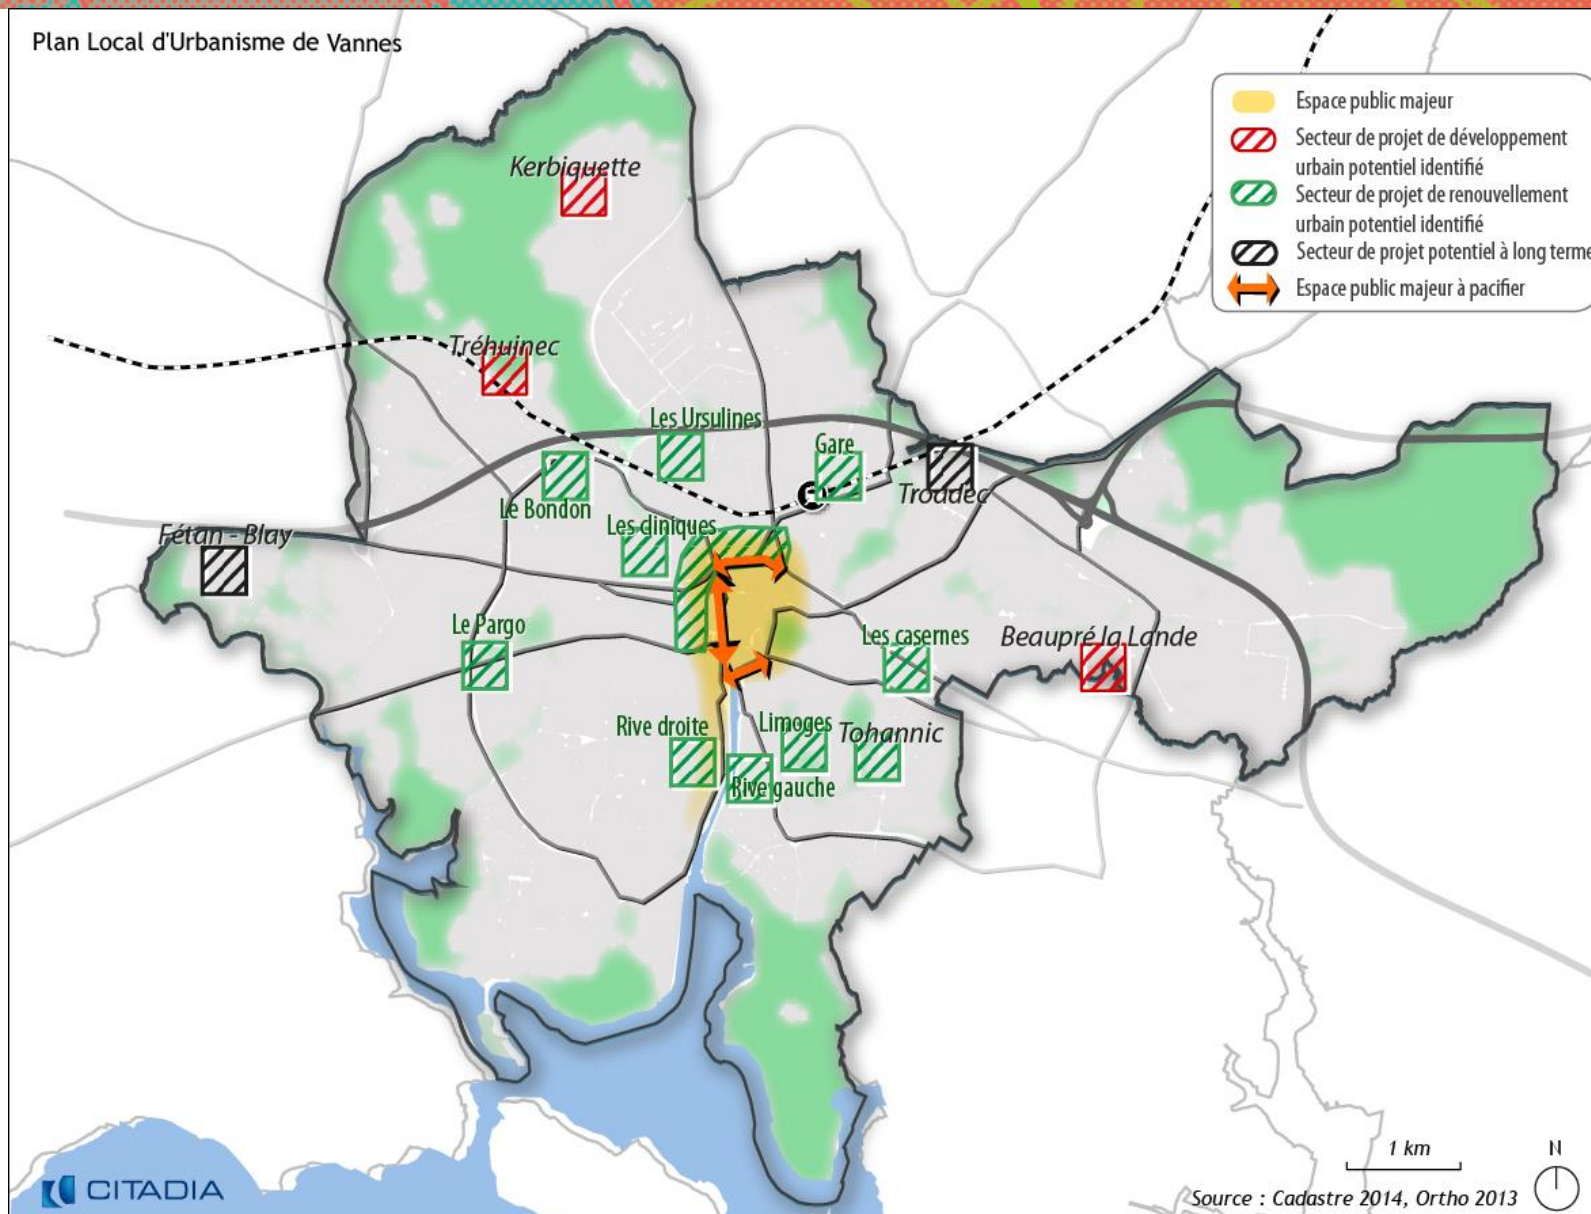 Plan Local d'Urbanisme de Vannes
Espace public majeur
Secteur de projet de développement
urbain potentiel identifié
Secteur de projet de renouvellement
urbain potentiel identifié
Secteur de projet potentiel à long terme
Espace public majeur à pacifier
Kerbiquette
Tréhuinec
Les Ursulines
Gare
Le Bondon
Troadec
Les cliniques
Fétan - Blay
Le Pargo
Les casernes
Beaupré la Lande
Rive droite
Limoges
Tohannic
Rive gauche
1 km
N
CITADIA
Source : Cadastre 2014, Ortho 2013